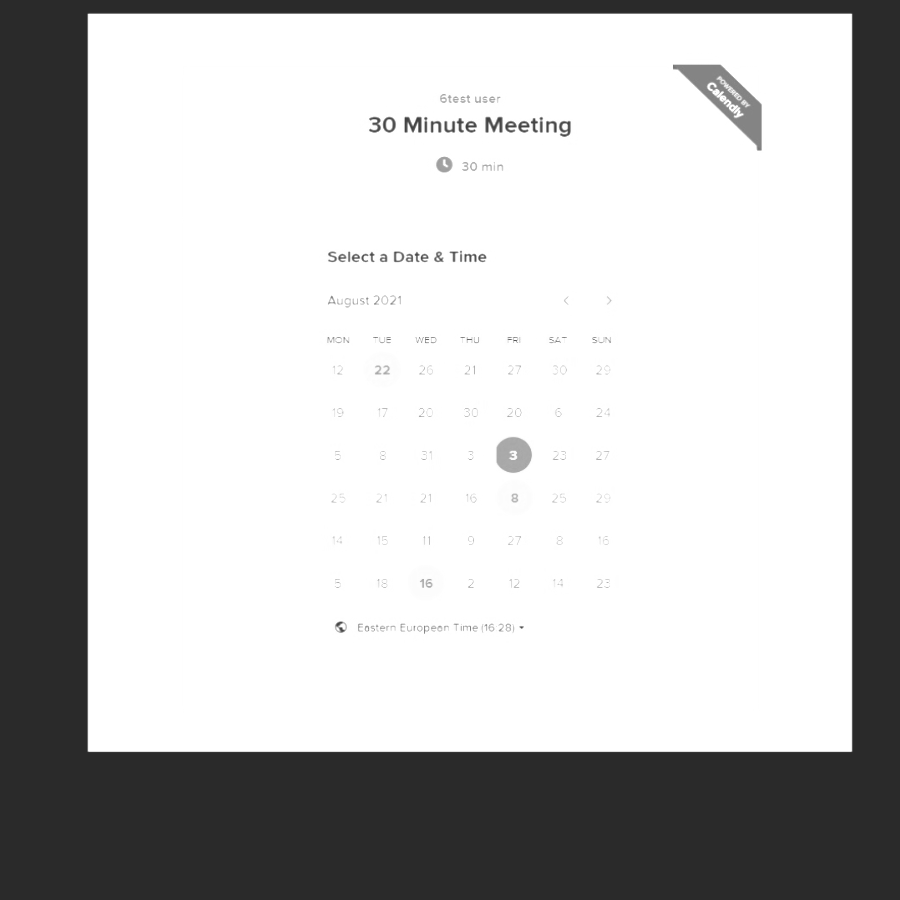 POWERED BY
Calendly
6test user
30 Minute Meeting
30 min
Select a Date & Time
August 2021
MON TUE WED THU FRI SAT SUN
12 22 26 21 27 30 29
19 17 20 30 20 6 24
5 8 31 3 3 23 27
25 21 21 16 8 25 29
14 15 11 9 27 8 16
5 18 16 2 12 14 23
Eastern European Time (16:28)